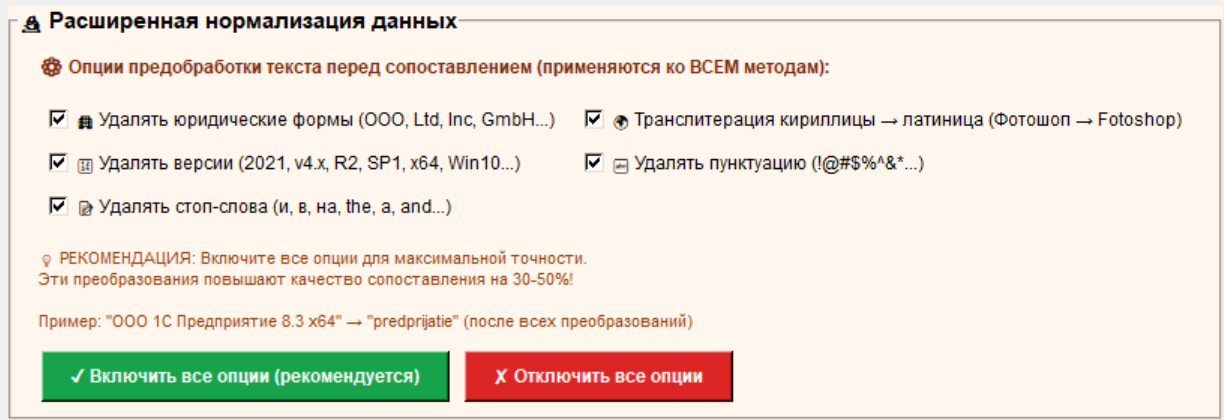 Расширенная нормализация данных
Опции предобработки текста перед сопоставлением (применяются ко ВСЕМ методам):
Удалять юридические формы (ООО, Ltd, Inc, GmbH...)
Транслитерация кириллицы → латиница (Фотошоп → Fotoshop)
Удалять версии (2021, v4.x, R2, SP1, x64, Win10...)
Удалять пунктуацию (!@#$%^&*...)
Удалять стоп-слова (и, в, на, the, a, and...)
РЕКОМЕНДАЦИЯ: Включите все опции для максимальной точности.
Эти преобразования повышают качество сопоставления на 30-50%!
Пример: "ООО 1С Предприятие 8.3 x64" → "predprijatie" (после всех преобразований)
✓ Включить все опции (рекомендуется)
✗ Отключить все опции